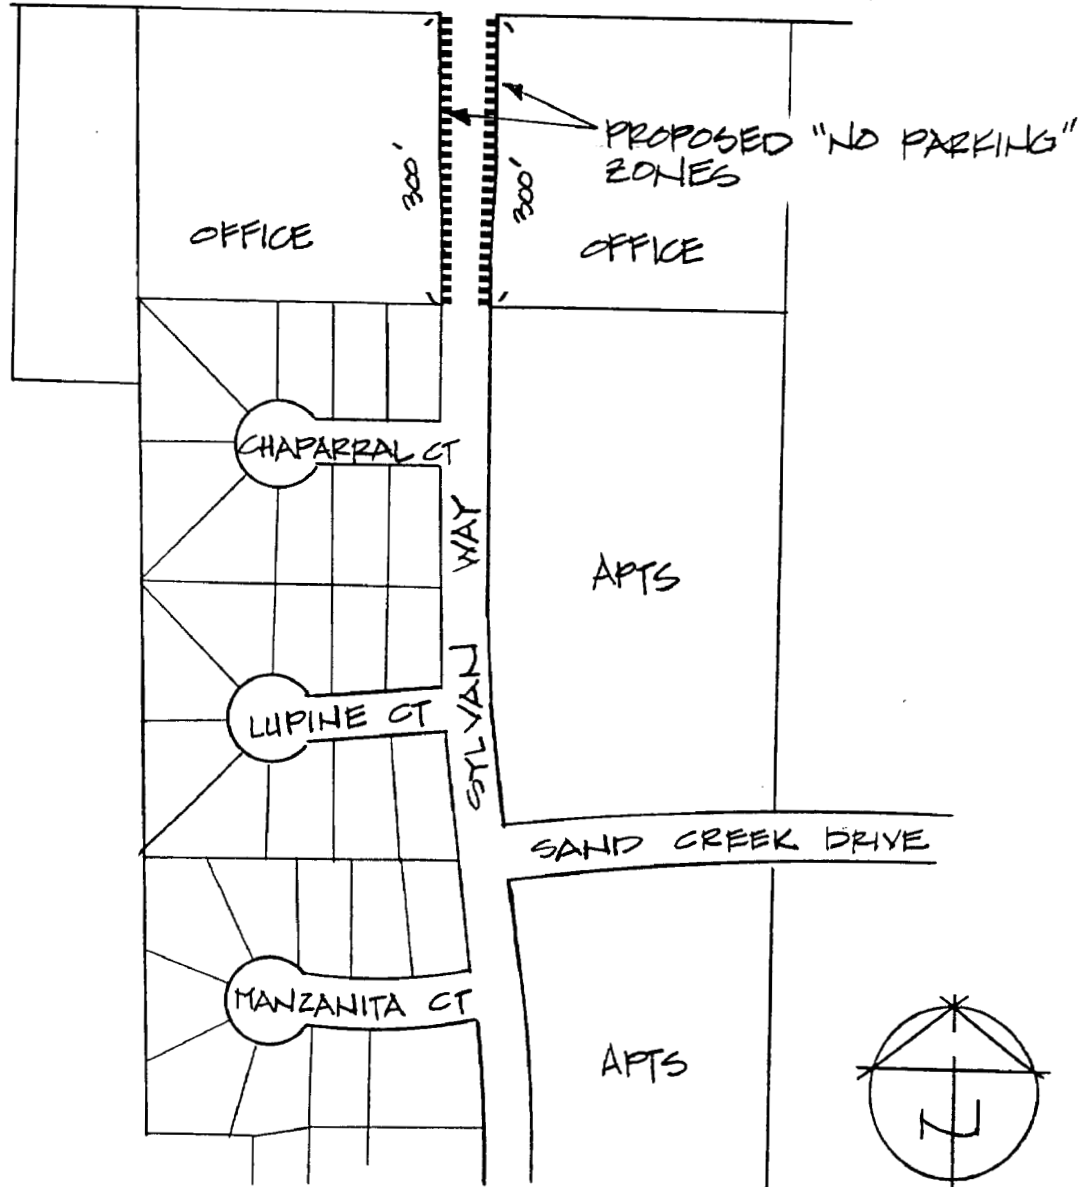 PROPOSED "NO PARKING"
ZONES
300'
300'
OFFICE
OFFICE
CHAPARRAL CT
WAY
APTS
SYLVAN
LUPINE CT
SAND CREEK DRIVE
MANZANITA CT
APTS
N